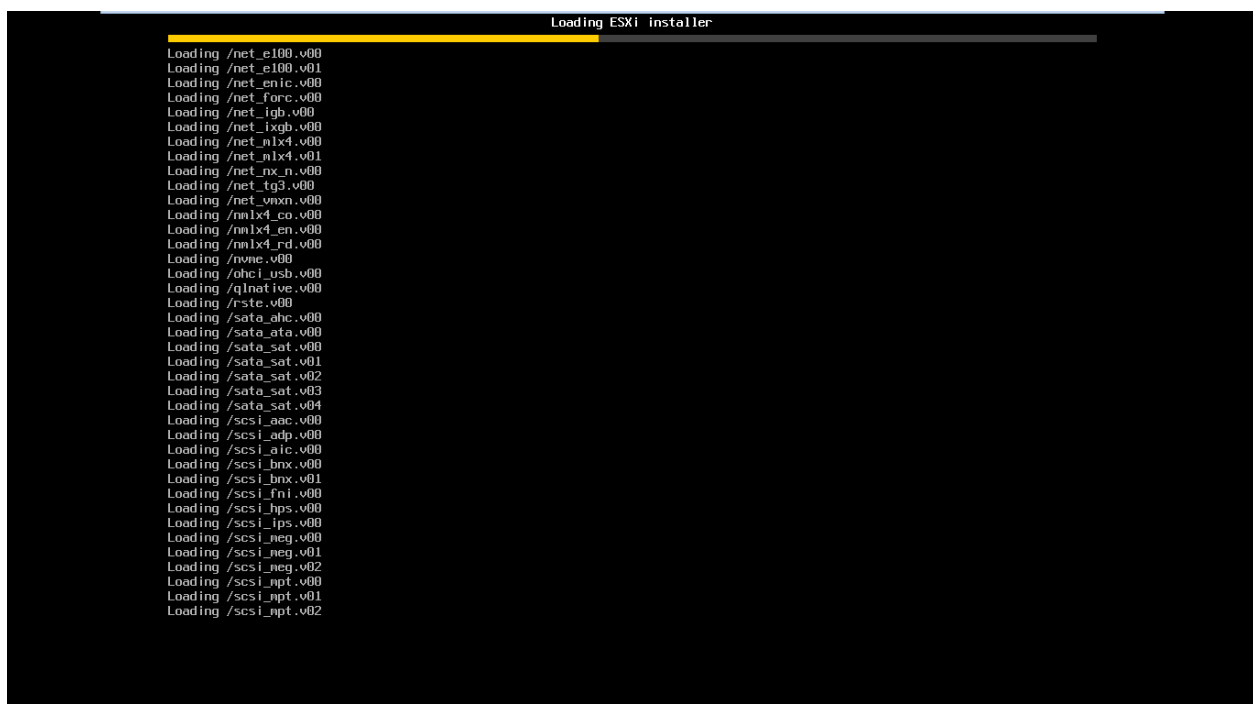 Loading ESXi installer
Loading /net_e100.v00
Loading /net_e100.v01
Loading /net_enic.v00
Loading /net_forc.v00
Loading /net_igb.v00
Loading /net_ixgb.v00
Loading /net_mlx4.v00
Loading /net_mlx4.v01
Loading /net_nx_n.v00
Loading /net_tg3.v00
Loading /net_vmxn.v00
Loading /nmlx4_co.v00
Loading /nmlx4_en.v00
Loading /nmlx4_rd.v00
Loading /nvme.v00
Loading /ohci_usb.v00
Loading /qlnative.v00
Loading /rste.v00
Loading /sata_ahc.v00
Loading /sata_ata.v00
Loading /sata_sat.v00
Loading /sata_sat.v01
Loading /sata_sat.v02
Loading /sata_sat.v03
Loading /sata_sat.v04
Loading /scsi_aac.v00
Loading /scsi_adp.v00
Loading /scsi_aic.v00
Loading /scsi_bnx.v00
Loading /scsi_bnx.v01
Loading /scsi_fni.v00
Loading /scsi_hps.v00
Loading /scsi_ips.v00
Loading /scsi_meg.v00
Loading /scsi_meg.v01
Loading /scsi_meg.v02
Loading /scsi_mpt.v00
Loading /scsi_mpt.v01
Loading /scsi_mpt.v02